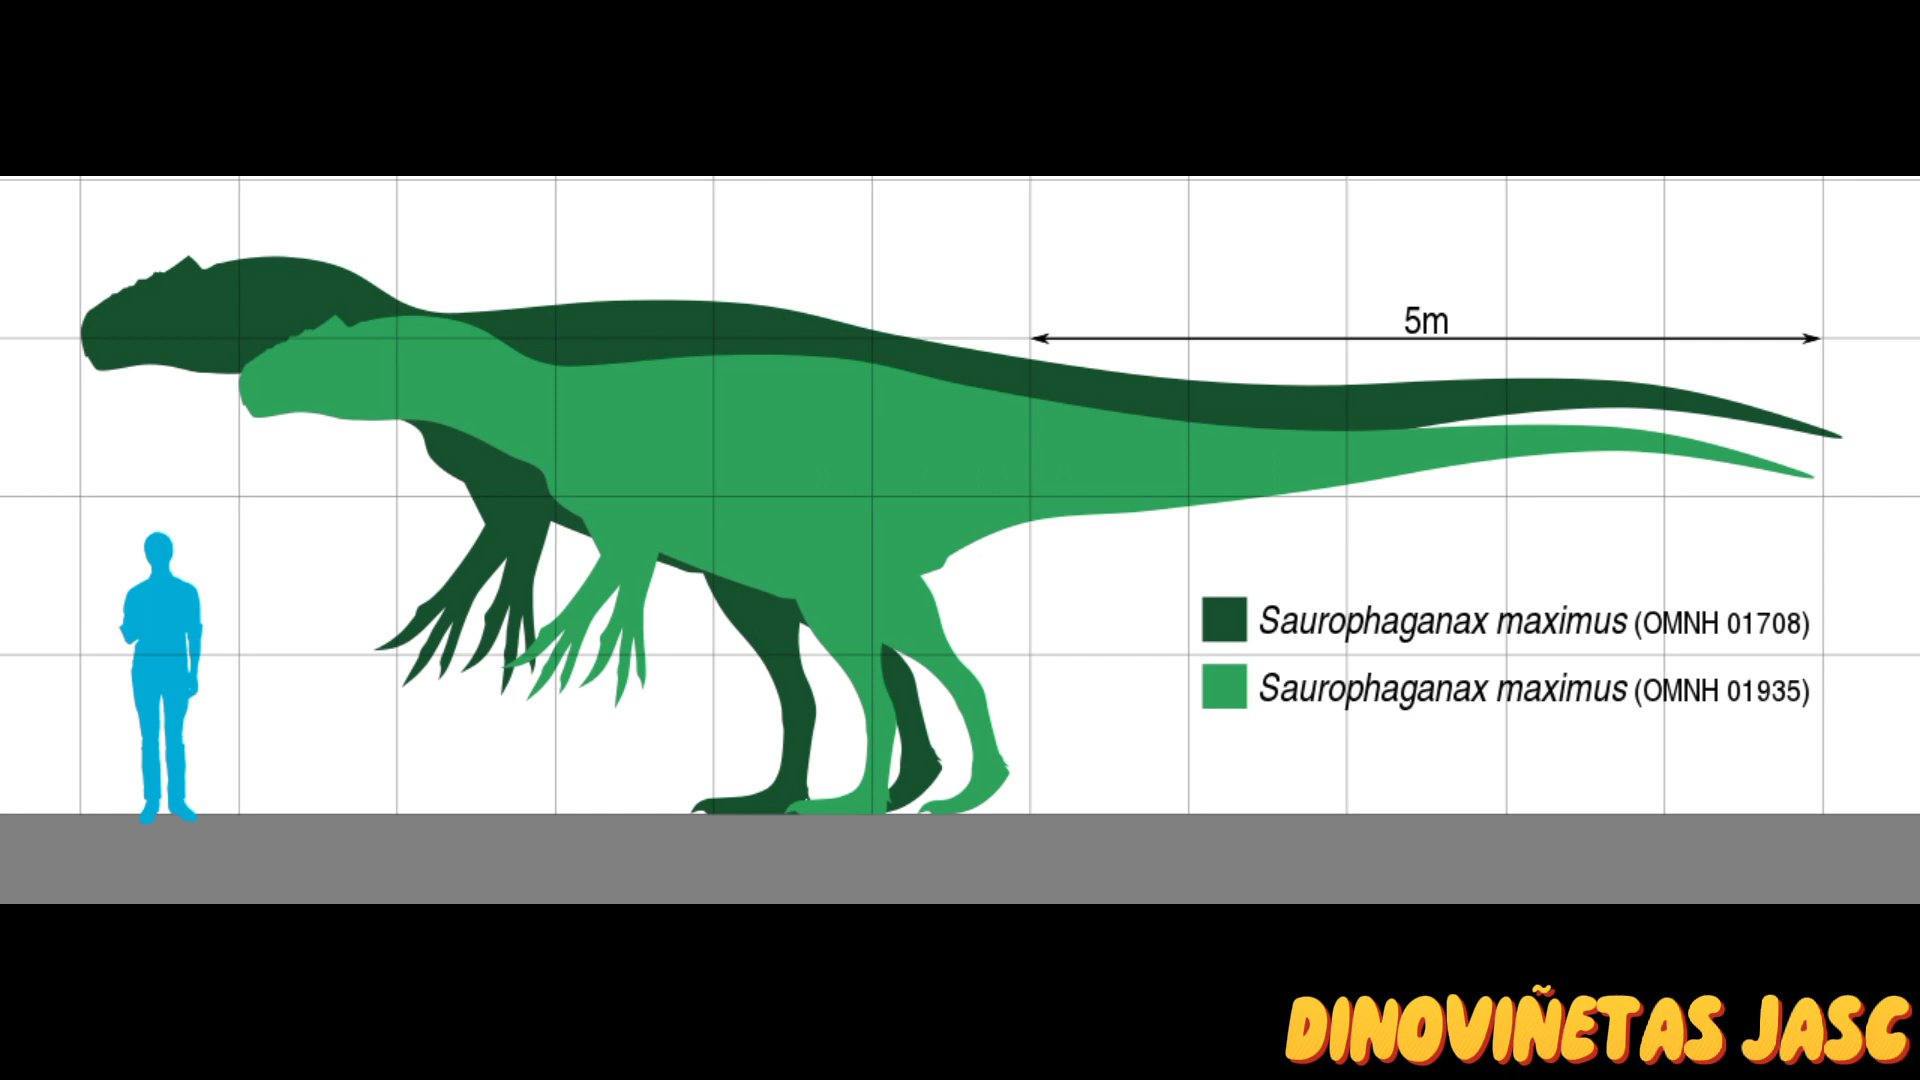 5m
Saurophaganax maximus (OMNH 01708)
Saurophaganax maximus (OMNH 01935)
DINOVIÑETAS JASC